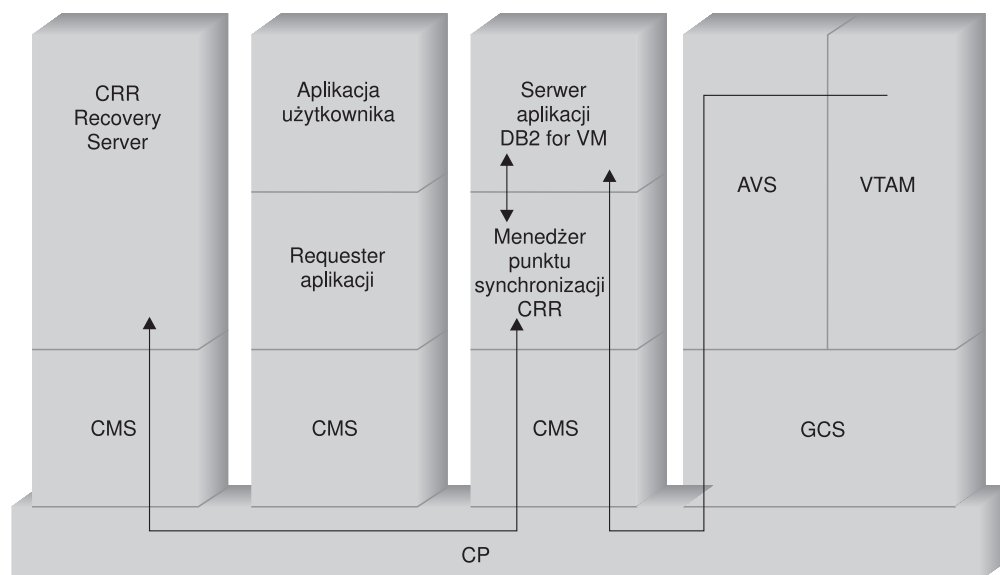 CRR
Recovery
Server
CMS
Aplikacja
użytkownika
Requester
aplikacji
CMS
Serwer
aplikacji
DB2 for VM
Menedżer
punktu
synchronizacji
CRR
CMS
AVS
VTAM
GCS
CP